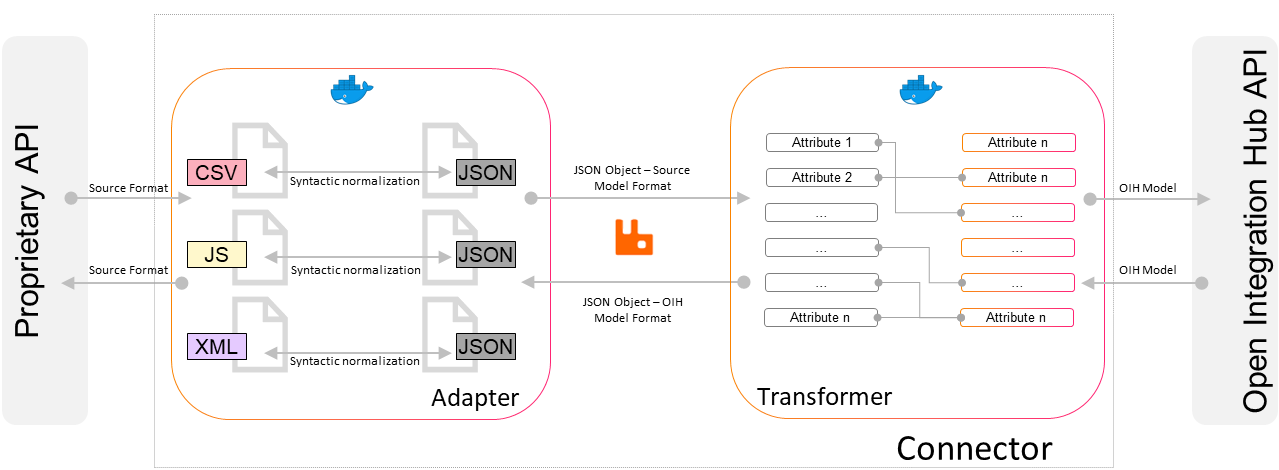 Proprietary API
Source Format
Source Format
CSV
Syntactic normalization
JSON
JS
Syntactic normalization
JSON
XML
Syntactic normalization
JSON
Adapter
JSON Object – Source
Model Format
JSON Object – OIH
Model Format
Attribute 1
Attribute n
Attribute 2
Attribute n
...
...
...
...
...
...
Attribute n
Attribute n
Transformer
Connector
OIH Model
OIH Model
Open Integration Hub API